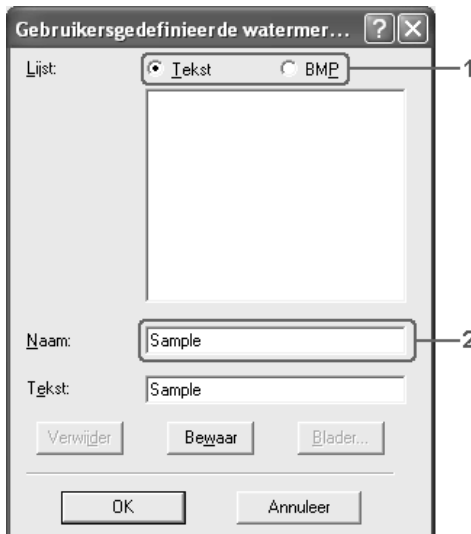 Gebruikersgedefinieerde watermer... ? X
Lijst: Tekst BMP 1
Naam: Sample 2
Tekst: Sample
Verwijder Bewaar Blader...
OK Annuleer